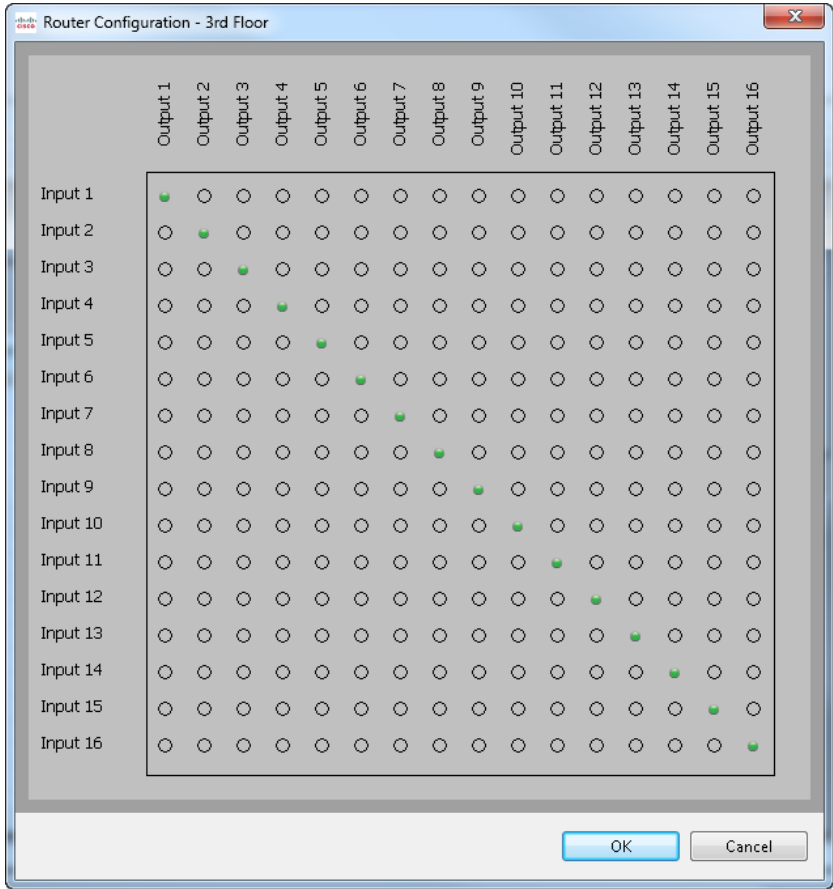 cisco Router Configuration - 3rd Floor
Output 1
Output 2
Output 3
Output 4
Output 5
Output 6
Output 7
Output 8
Output 9
Output 10
Output 11
Output 12
Output 13
Output 14
Output 15
Output 16
Input 1
Input 2
Input 3
Input 4
Input 5
Input 6
Input 7
Input 8
Input 9
Input 10
Input 11
Input 12
Input 13
Input 14
Input 15
Input 16
OK Cancel